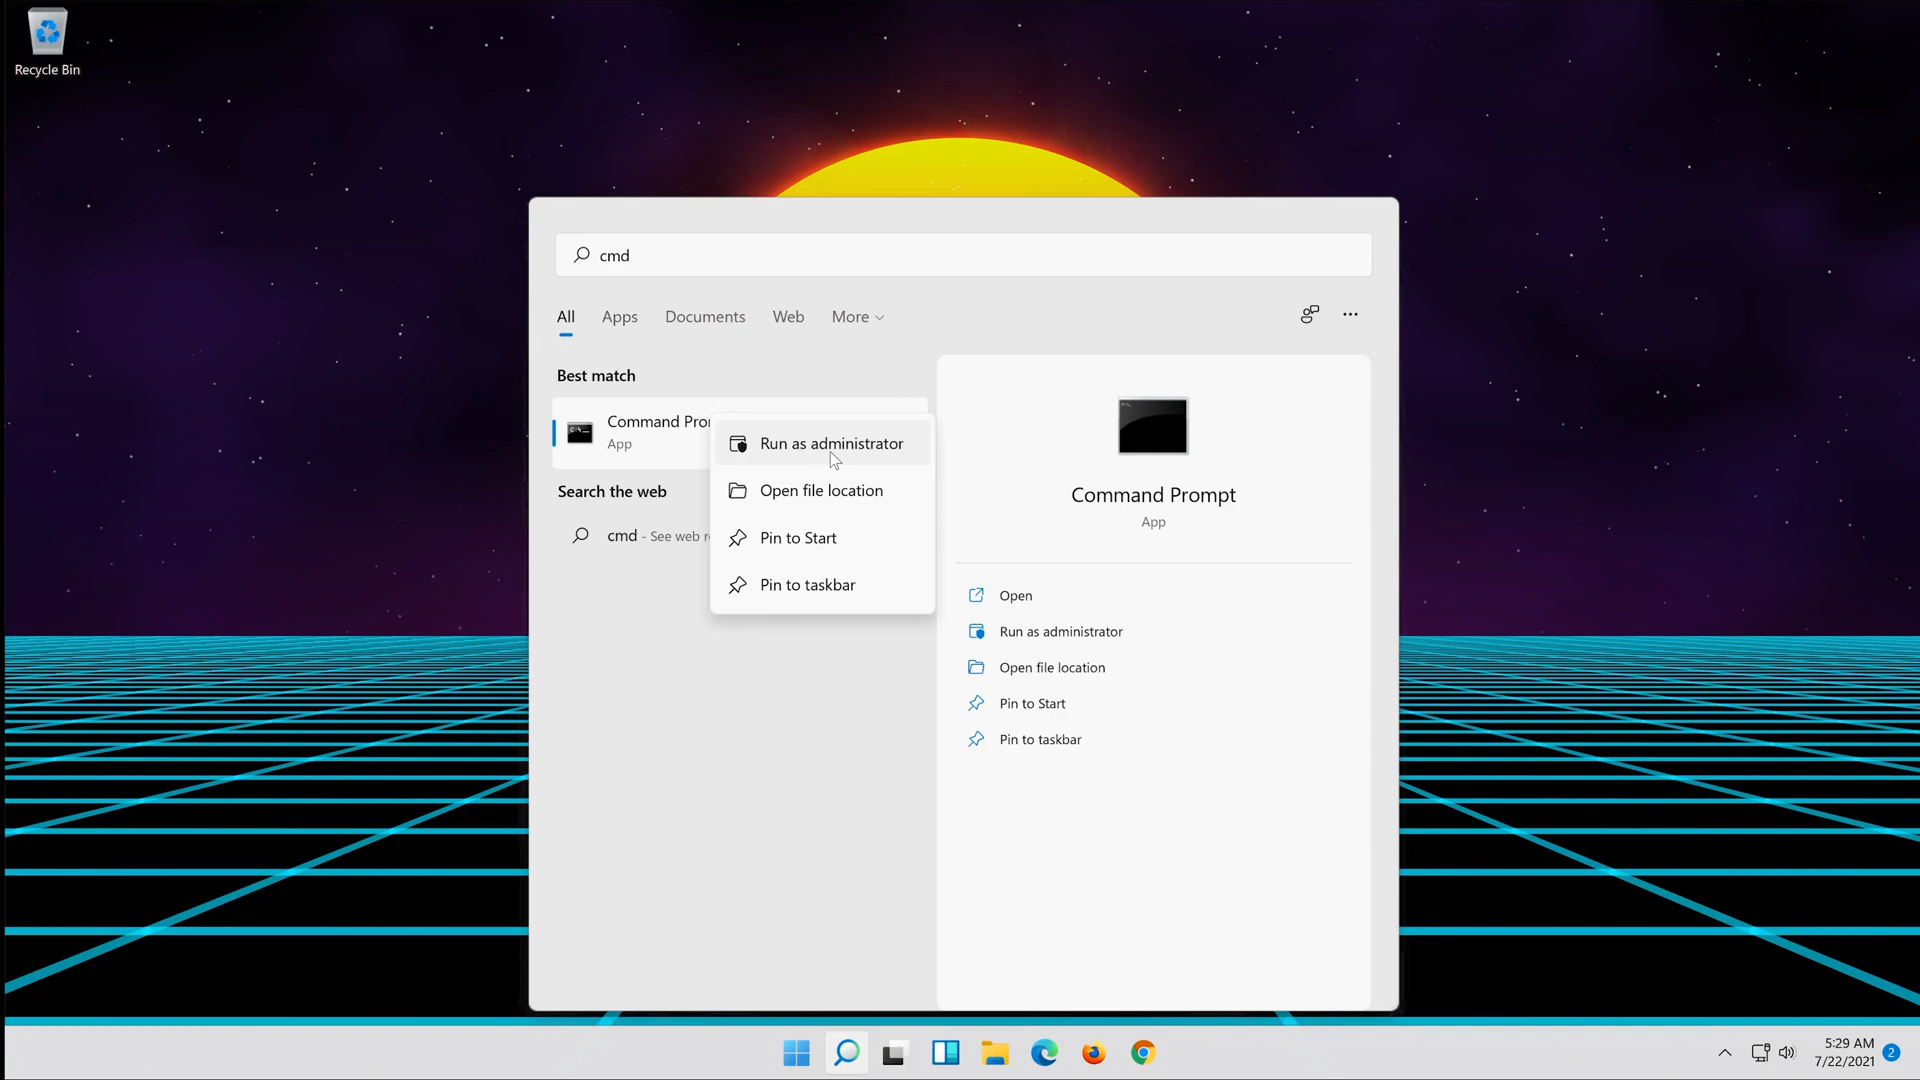 Recycle Bin
cmd
All Apps Documents Web More
Best match
Command Pro
App
Search the web
cmd - See web
Run as administrator
Open file location
Pin to Start
Pin to taskbar
Command Prompt
App
Open
Run as administrator
Open file location
Pin to Start
Pin to taskbar
5:29 AM
7/22/2021
2